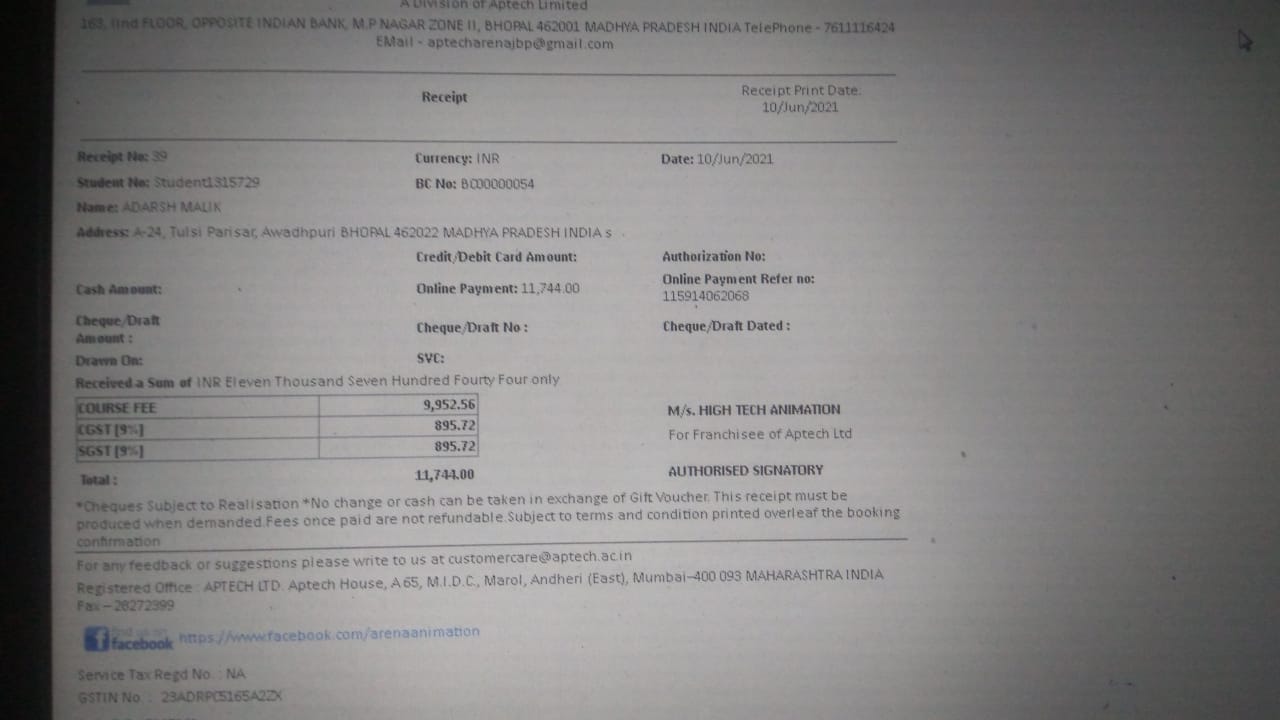 A Division of Aptech Limited
163, IInd FLOOR, OPPOSITE INDIAN BANK, M.P NAGAR ZONE II, BHOPAL 462001 MADHYA PRADESH INDIA TelePhone - 7611116424
EMail - aptecharenajbp@gmail.com
Receipt
Receipt Print Date:
10/Jun/2021
Receipt No: 39 Currency: INR Date: 10/Jun/2021
Student No: Student1315729 BC No: BC00000054
Name: ADARSH MALIK
Address: A-24, Tulsi Parisar, Awadhpuri BHOPAL 462022 MADHYA PRADESH INDIA s
Credit/Debit Card Amount: Authorization No:
Cash Amount: Online Payment: 11,744.00 Online Payment Refer no:
115914062068
Cheque/Draft
Amount : Cheque/Draft No : Cheque/Draft Dated :
Drawn On: SVC:
Received a Sum of INR Eleven Thousand Seven Hundred Fourty Four only
COURSE FEE 9,952.56
CGST [9%] 895.72
SGST [9%] 895.72
Total : 11,744.00
M/s. HIGH TECH ANIMATION
For Franchisee of Aptech Ltd
AUTHORISED SIGNATORY
*Cheques Subject to Realisation *No change or cash can be taken in exchange of Gift Voucher. This receipt must be
produced when demanded.Fees once paid are not refundable.Subject to terms and condition printed overleaf the booking
confirmation
For any feedback or suggestions please write to us at customercare@aptech.ac.in
Registered Office : APTECH LTD. Aptech House, A65, M.I.D.C., Marol, Andheri (East), Mumbai-400 093 MAHARASHTRA INDIA
Fax – 28272399
find us on
facebook https://www.facebook.com/arenaanimation
Service Tax Regd No. : NA
GSTIN No. : 23ADRPC5165A2ZX